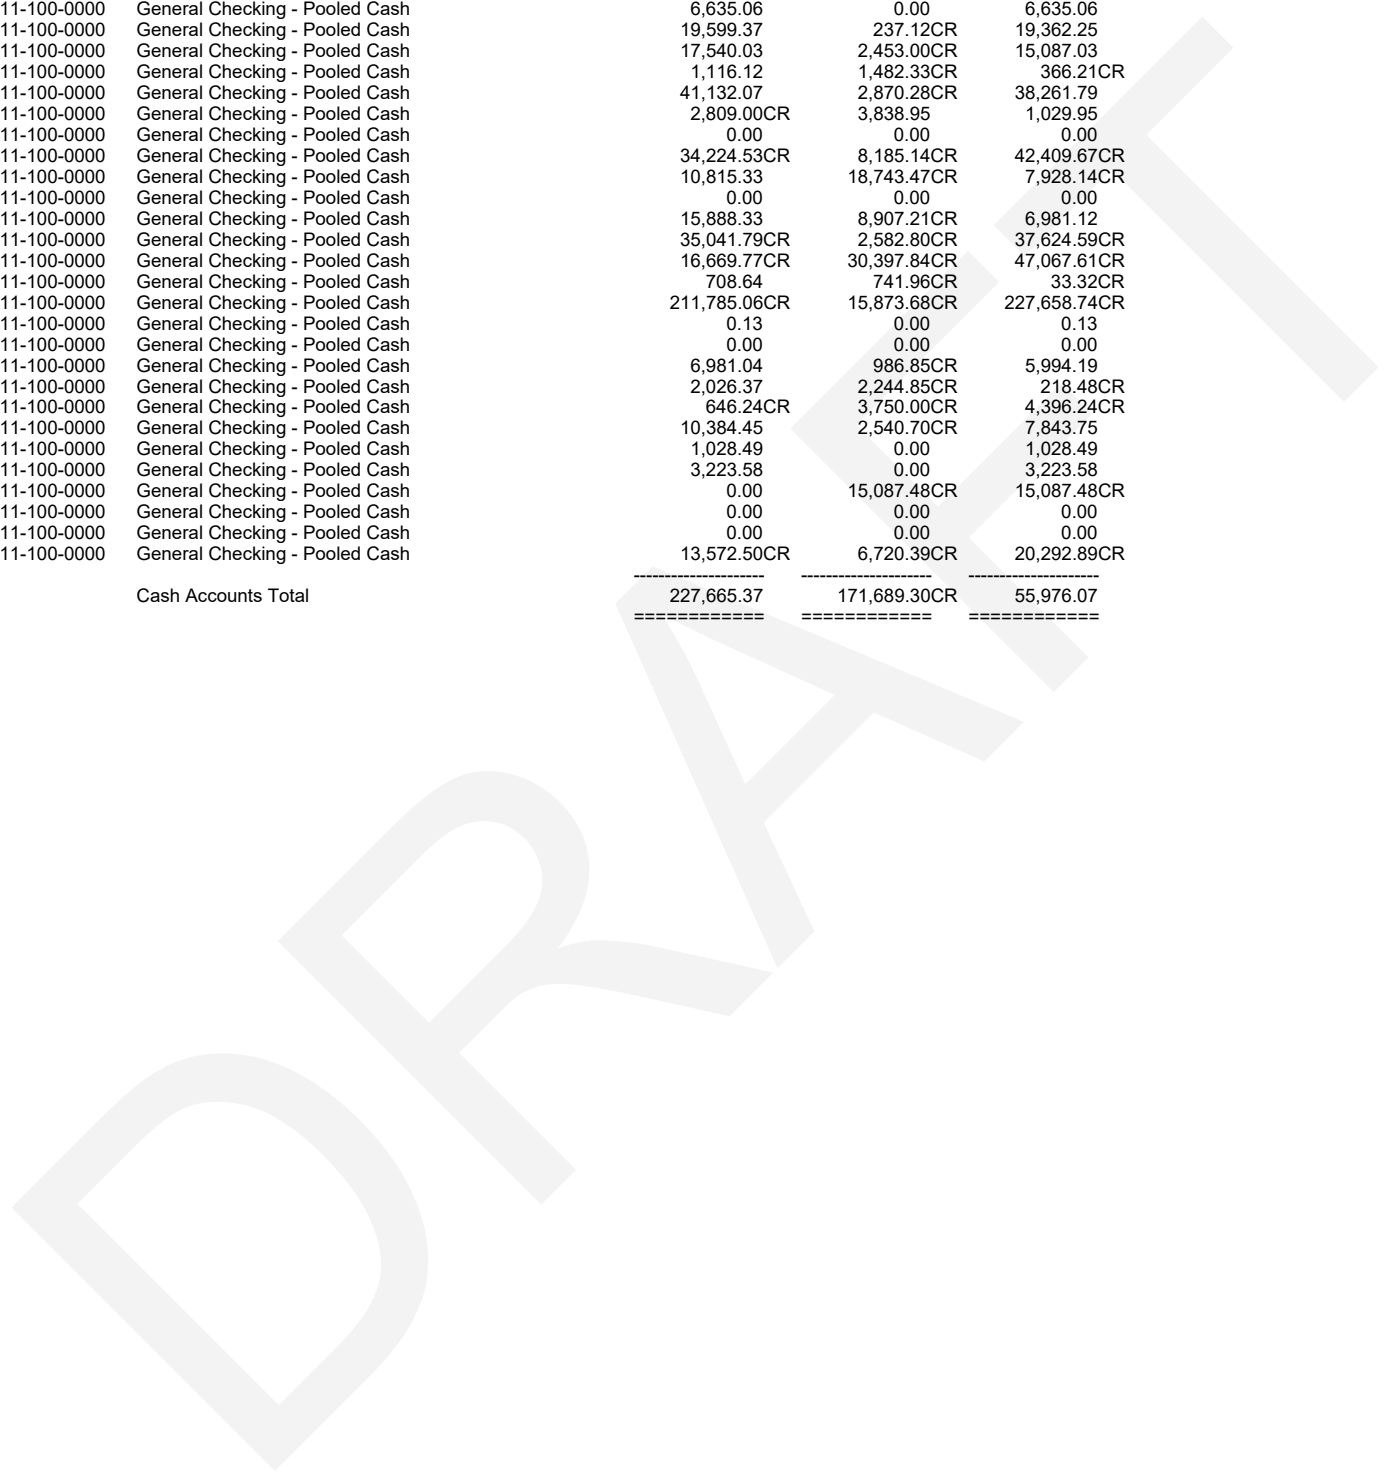 11-100-0000 General Checking - Pooled Cash 6,635.06 0.00 6,635.06
11-100-0000 General Checking - Pooled Cash 19,599.37 237.12CR 19,362.25
11-100-0000 General Checking - Pooled Cash 17,540.03 2,453.00CR 15,087.03
11-100-0000 General Checking - Pooled Cash 1,116.12 1,482.33CR 366.21CR
11-100-0000 General Checking - Pooled Cash 41,132.07 2,870.28CR 38,261.79
11-100-0000 General Checking - Pooled Cash 2,809.00CR 3,838.95 1,029.95
11-100-0000 General Checking - Pooled Cash 0.00 0.00 0.00
11-100-0000 General Checking - Pooled Cash 34,224.53CR 8,185.14CR 42,409.67CR
11-100-0000 General Checking - Pooled Cash 10,815.33 18,743.47CR 7,928.14CR
11-100-0000 General Checking - Pooled Cash 0.00 0.00 0.00
11-100-0000 General Checking - Pooled Cash 15,888.33 8,907.21CR 6,981.12
11-100-0000 General Checking - Pooled Cash 35,041.79CR 2,582.80CR 37,624.59CR
11-100-0000 General Checking - Pooled Cash 16,669.77CR 30,397.84CR 47,067.61CR
11-100-0000 General Checking - Pooled Cash 708.64 741.96CR 33.32CR
11-100-0000 General Checking - Pooled Cash 211,785.06CR 15,873.68CR 227,658.74CR
11-100-0000 General Checking - Pooled Cash 0.13 0.00 0.13
11-100-0000 General Checking - Pooled Cash 0.00 0.00 0.00
11-100-0000 General Checking - Pooled Cash 6,981.04 986.85CR 5,994.19
11-100-0000 General Checking - Pooled Cash 2,026.37 2,244.85CR 218.48CR
11-100-0000 General Checking - Pooled Cash 646.24CR 3,750.00CR 4,396.24CR
11-100-0000 General Checking - Pooled Cash 10,384.45 2,540.70CR 7,843.75
11-100-0000 General Checking - Pooled Cash 1,028.49 0.00 1,028.49
11-100-0000 General Checking - Pooled Cash 3,223.58 0.00 3,223.58
11-100-0000 General Checking - Pooled Cash 0.00 15,087.48CR 15,087.48CR
11-100-0000 General Checking - Pooled Cash 0.00 0.00 0.00
11-100-0000 General Checking - Pooled Cash 0.00 0.00 0.00
11-100-0000 General Checking - Pooled Cash 13,572.50CR 6,720.39CR 20,292.89CR
--------------------- --------------------- ---------------------
Cash Accounts Total 227,665.37 171,689.30CR 55,976.07
============ ============ ============
DRAFT